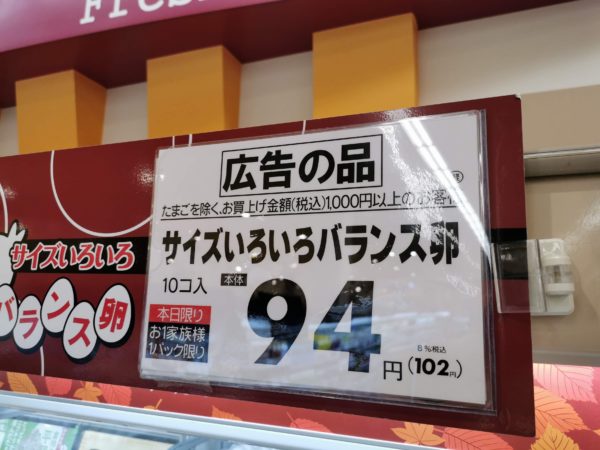 Fres
広告の品
たまごを除く、お買上げ金額(税込)1,000円以上のお客様
サイズいろいろバランス卵
10コ入
本体
94
円
8%税込
(102円)
本日限り
お1家族様
1パック限り
サイズいろいろ
バランス卵